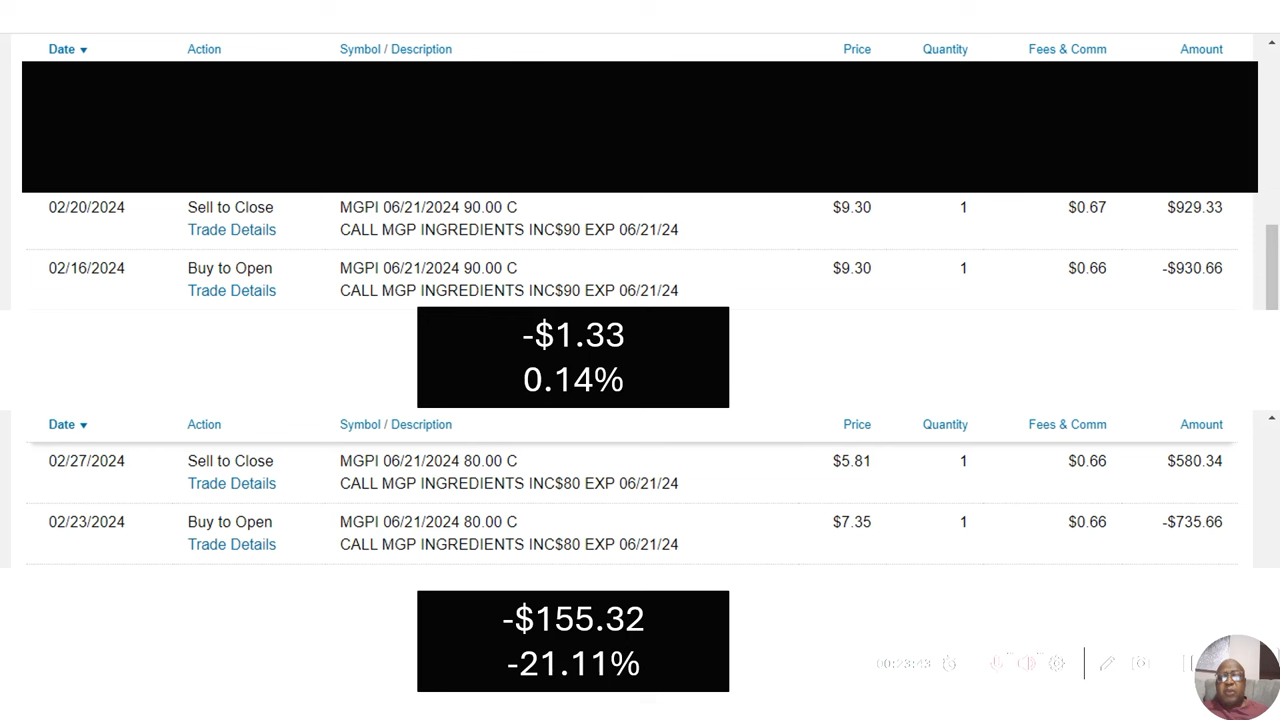 Date ▼ Action Symbol / Description Price Quantity Fees & Comm Amount
02/20/2024 Sell to Close MGPI 06/21/2024 90.00 C $9.30 1 $0.67 $929.33
Trade Details CALL MGP INGREDIENTS INC$90 EXP 06/21/24
02/16/2024 Buy to Open MGPI 06/21/2024 90.00 C $9.30 1 $0.66 -$930.66
Trade Details CALL MGP INGREDIENTS INC$90 EXP 06/21/24
-$1.33
0.14%
Date ▼ Action Symbol / Description Price Quantity Fees & Comm Amount
02/27/2024 Sell to Close MGPI 06/21/2024 80.00 C $5.81 1 $0.66 $580.34
Trade Details CALL MGP INGREDIENTS INC$80 EXP 06/21/24
02/23/2024 Buy to Open MGPI 06/21/2024 80.00 C $7.35 1 $0.66 -$735.66
Trade Details CALL MGP INGREDIENTS INC$80 EXP 06/21/24
-$155.32
-21.11%
00:23:43